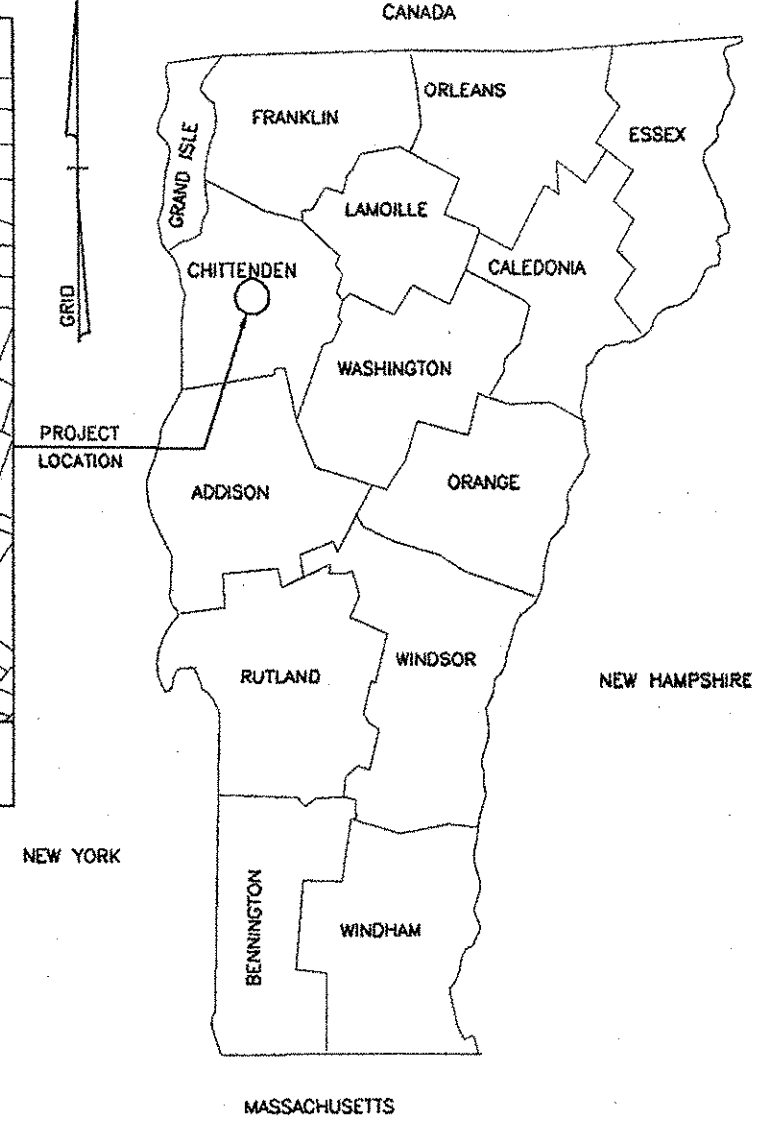 CANADA
FRANKLIN
ORLEANS
ESSEX
GRAND ISLE
LAMOILLE
CHITTENDEN
CALEDONIA
GRID
WASHINGTON
PROJECT
LOCATION
ADDISON
ORANGE
RUTLAND
WINDSOR
NEW HAMPSHIRE
NEW YORK
BENNINGTON
WINDHAM
MASSACHUSETTS